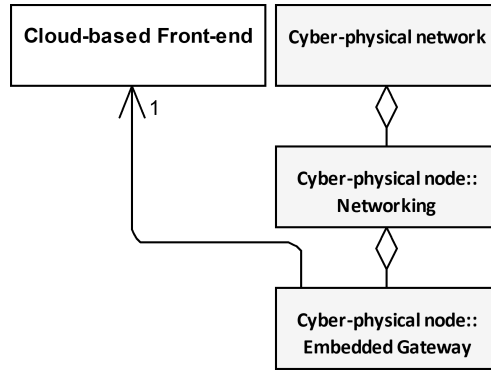 Cloud-based Front-end
Cyber-physical network
1
Cyber-physical node::
Networking
Cyber-physical node::
Embedded Gateway